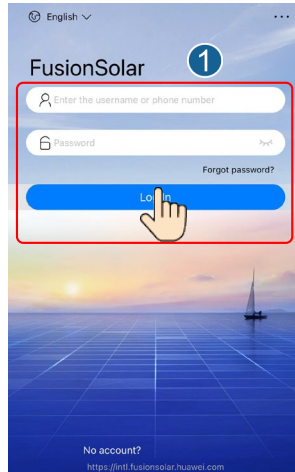 English
...
FusionSolar
1
Enter the username or phone number
Password
Forgot password?
Log In
No account?
https://intl.fusionsolar.huawei.com